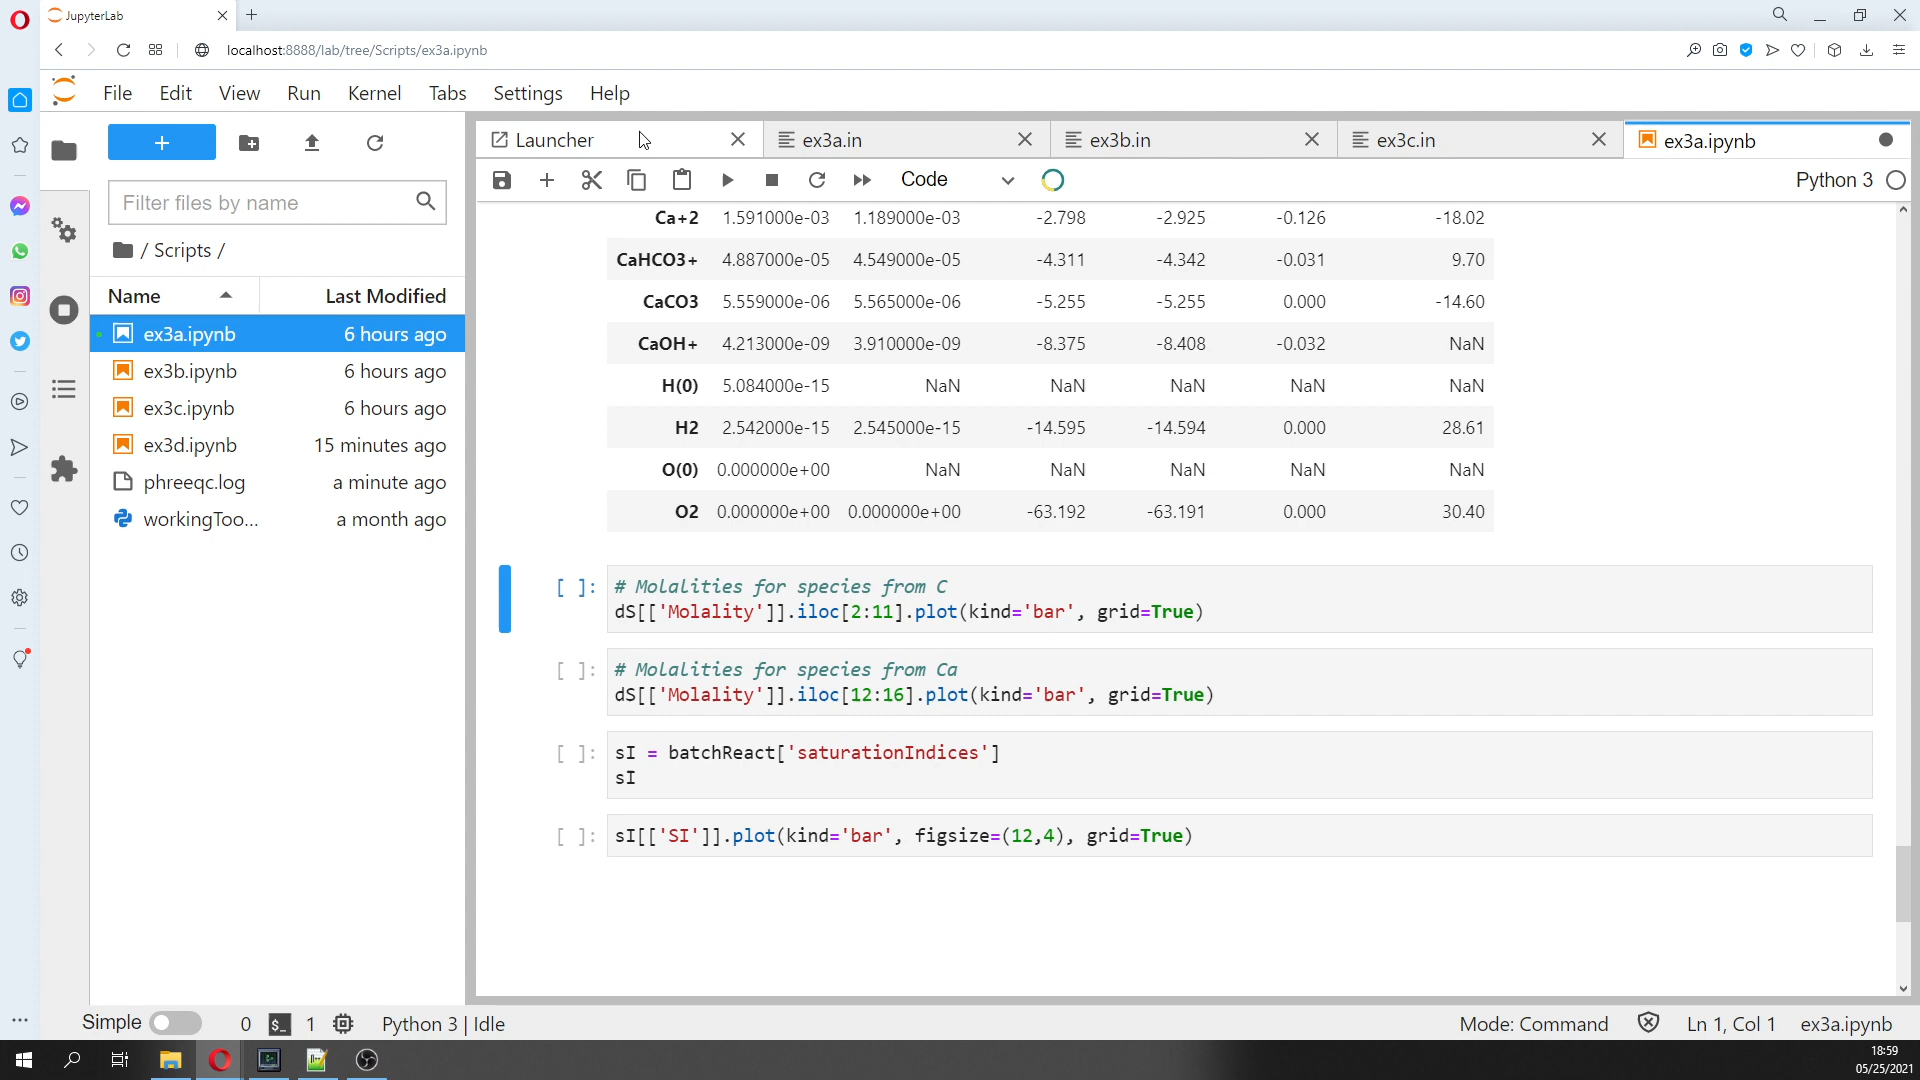 JupyterLab
localhost:8888/lab/tree/Scripts/ex3a.ipynb
File Edit View Run Kernel Tabs Settings Help
Launcher ex3a.in ex3b.in ex3c.in ex3a.ipynb
Code Python 3
Filter files by name
/ Scripts /
Name Last Modified
ex3a.ipynb 6 hours ago
ex3b.ipynb 6 hours ago
ex3c.ipynb 6 hours ago
ex3d.ipynb 15 minutes ago
phreeqc.log a minute ago
workingToo... a month ago
Ca+2 1.591000e-03 1.189000e-03 -2.798 -2.925 -0.126 -18.02
CaHCO3+ 4.887000e-05 4.549000e-05 -4.311 -4.342 -0.031 9.70
CaCO3 5.559000e-06 5.565000e-06 -5.255 -5.255 0.000 -14.60
CaOH+ 4.213000e-09 3.910000e-09 -8.375 -8.408 -0.032 NaN
H(0) 5.084000e-15 NaN NaN NaN NaN NaN
H2 2.542000e-15 2.545000e-15 -14.595 -14.594 0.000 28.61
O(0) 0.000000e+00 NaN NaN NaN NaN NaN
O2 0.000000e+00 0.000000e+00 -63.192 -63.191 0.000 30.40
[ ]: # Molalities for species from C
dS[['Molality']].iloc[2:11].plot(kind='bar', grid=True)
[ ]: # Molalities for species from Ca
dS[['Molality']].iloc[12:16].plot(kind='bar', grid=True)
[ ]: sI = batchReact['saturationIndices']
sI
[ ]: sI[['SI']].plot(kind='bar', figsize=(12,4), grid=True)
Simple 0 $_ 1 Python 3 | Idle Mode: Command Ln 1, Col 1 ex3a.ipynb
18:59
05/25/2021